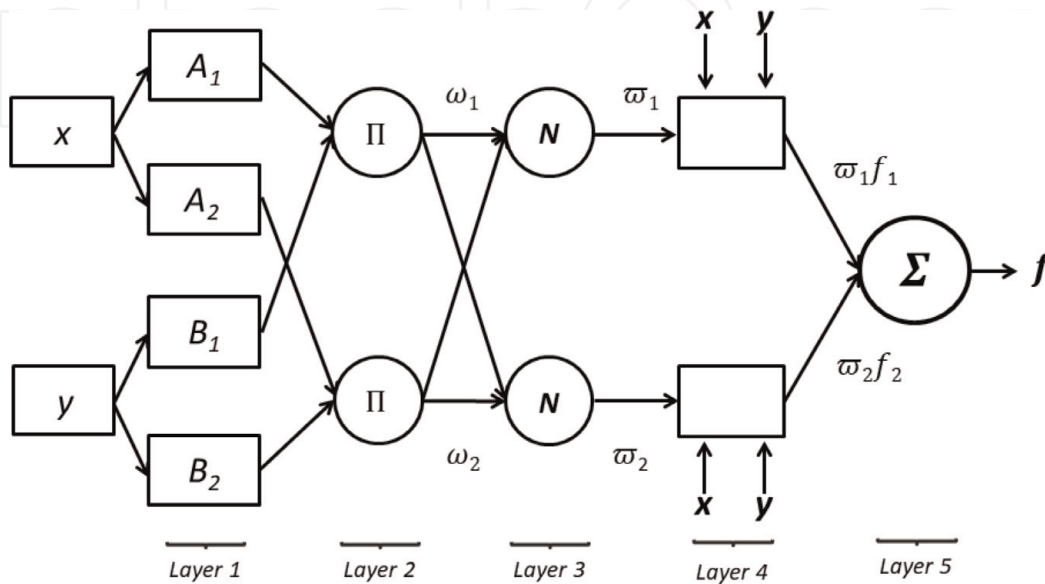 x y
A₁
x
Π
ω₁
N
ϖ₁
ϖ₁f₁
A₂
Σ
f
B₁
y
Π
ω₂
N
ϖ₂
ϖ₂f₂
B₂
x y
Layer 1 Layer 2 Layer 3 Layer 4 Layer 5